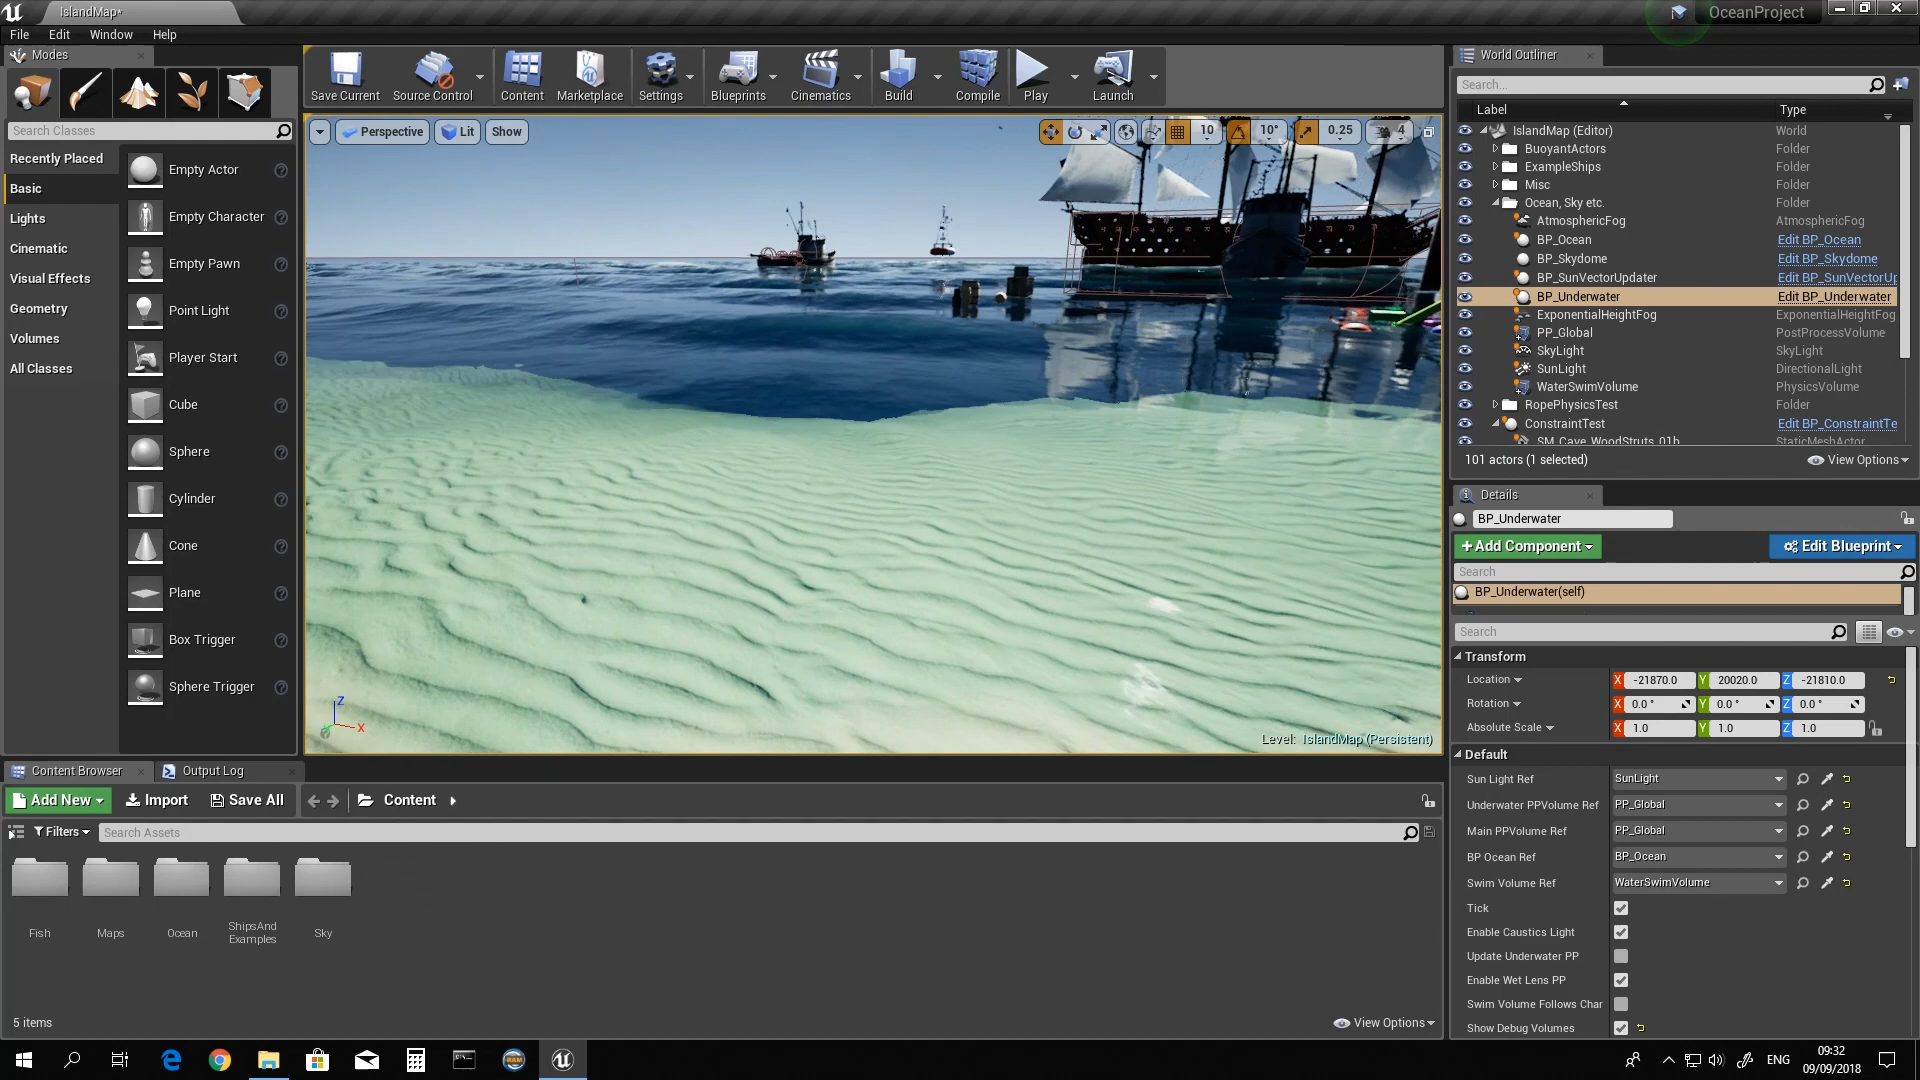 IslandMap*
OceanProject
File Edit Window Help
Modes
Search Classes
Recently Placed
Basic
Lights
Cinematic
Visual Effects
Geometry
Volumes
All Classes
Empty Actor
Empty Character
Empty Pawn
Point Light
Player Start
Cube
Sphere
Cylinder
Cone
Plane
Box Trigger
Sphere Trigger
Save Current Source Control Content Marketplace Settings Blueprints Cinematics Build Compile Play Launch
Perspective Lit Show
10 10° 0.25 4
Z
X
Level: IslandMap (Persistent)
World Outliner
Search...
Label Type
IslandMap (Editor) World
BuoyantActors Folder
ExampleShips Folder
Misc Folder
Ocean, Sky etc. Folder
AtmosphericFog AtmosphericFog
BP_Ocean Edit BP_Ocean
BP_Skydome Edit BP_Skydome
BP_SunVectorUpdater Edit BP_SunVectorUp
BP_Underwater Edit BP_Underwater
ExponentialHeightFog ExponentialHeightFog
PP_Global PostProcessVolume
SkyLight SkyLight
SunLight DirectionalLight
WaterSwimVolume PhysicsVolume
RopePhysicsTest Folder
ConstraintTest Edit BP_ConstraintTe
SM_Cave_WoodStruts_01b StaticMeshActor
101 actors (1 selected) View Options
Details
BP_Underwater
+Add Component Edit Blueprint
Search
BP_Underwater(self)
Search
Transform
Location X -21870.0 Y 20020.0 Z -21810.0
Rotation X 0.0 ° Y 0.0 ° Z 0.0 °
Absolute Scale X 1.0 Y 1.0 Z 1.0
Default
Sun Light Ref SunLight
Underwater PPVolume Ref PP_Global
Main PPVolume Ref PP_Global
BP Ocean Ref BP_Ocean
Swim Volume Ref WaterSwimVolume
Tick
Enable Caustics Light
Update Underwater PP
Enable Wet Lens PP
Swim Volume Follows Char
Show Debug Volumes
Content Browser Output Log
Add New Import Save All Content
Filters Search Assets
Fish
Maps
Ocean
ShipsAnd
Examples
Sky
5 items View Options
ENG
09:32
09/09/2018